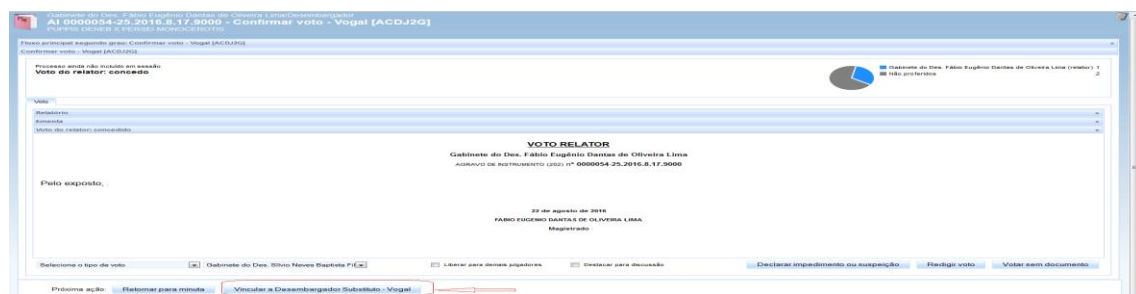 Gabinete do Des. Fábio Eugênio Dantas de Oliveira Lima/Desembargador
AI 0000054-25.2016.8.17.9000 - Confirmar voto - Vogal [ACDJ2G]
PUPPIS DENEB X PERSEI MONOCEROTIS
Fluxo principal segundo grau: Confirmar voto - Vogal [ACDJ2G]
Confirmar voto - Vogal [ACDJ2G]
Processo ainda não incluído em sessão
Voto do relator: concedo
Gabinete do Des. Fábio Eugênio Dantas de Oliveira Lima (relator) 1
Não proferidos 2
Voto
Relatório
Ementa
Voto do relator: concedido
VOTO RELATOR
Gabinete do Des. Fábio Eugênio Dantas de Oliveira Lima
AGRAVO DE INSTRUMENTO (202) nº 0000054-25.2016.8.17.9000
Pelo exposto, .
22 de agosto de 2016
FABIO EUGENIO DANTAS DE OLIVEIRA LIMA
Magistrado
Selecione o tipo de voto Gabinete do Des. Sílvio Neves Baptista Fi Liberar para demais julgadores Destacar para discussão Declarar impedimento ou suspeição Redigir voto Votar sem documento
Próxima ação: Retornar para minuta Vincular a Desembargador Substituto - Vogal